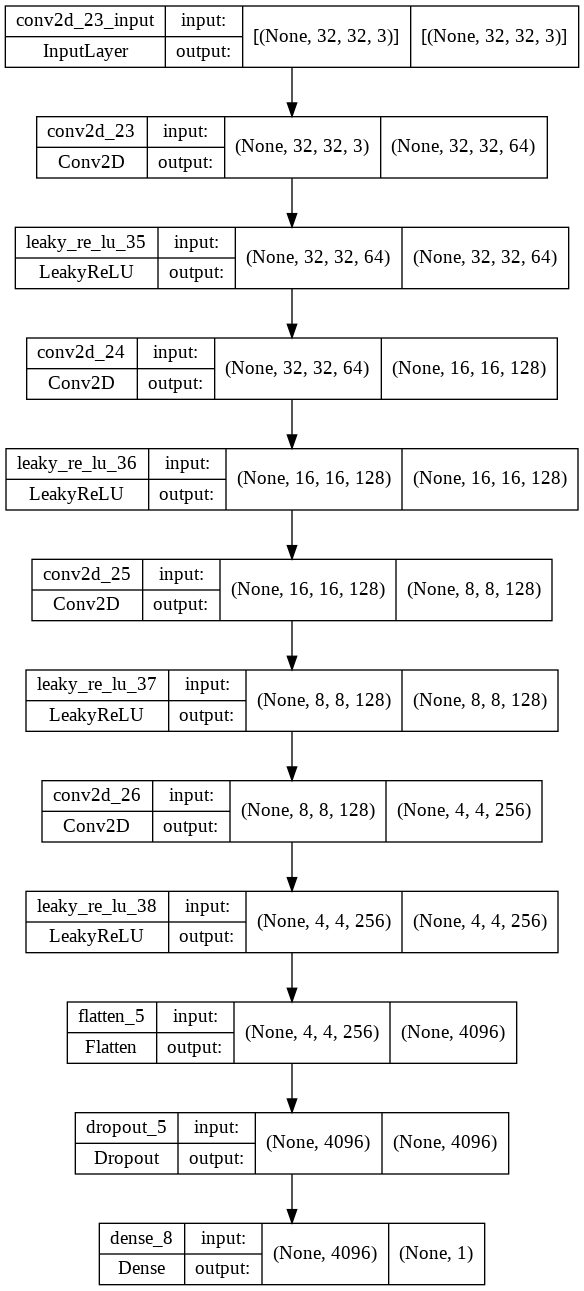 conv2d_23_input input: [(None, 32, 32, 3)] [(None, 32, 32, 3)]
InputLayer output:
conv2d_23 input: (None, 32, 32, 3) (None, 32, 32, 64)
Conv2D output:
leaky_re_lu_35 input: (None, 32, 32, 64) (None, 32, 32, 64)
LeakyReLU output:
conv2d_24 input: (None, 32, 32, 64) (None, 16, 16, 128)
Conv2D output:
leaky_re_lu_36 input: (None, 16, 16, 128) (None, 16, 16, 128)
LeakyReLU output:
conv2d_25 input: (None, 16, 16, 128) (None, 8, 8, 128)
Conv2D output:
leaky_re_lu_37 input: (None, 8, 8, 128) (None, 8, 8, 128)
LeakyReLU output:
conv2d_26 input: (None, 8, 8, 128) (None, 4, 4, 256)
Conv2D output:
leaky_re_lu_38 input: (None, 4, 4, 256) (None, 4, 4, 256)
LeakyReLU output:
flatten_5 input: (None, 4, 4, 256) (None, 4096)
Flatten output:
dropout_5 input: (None, 4096) (None, 4096)
Dropout output:
dense_8 input: (None, 4096) (None, 1)
Dense output: